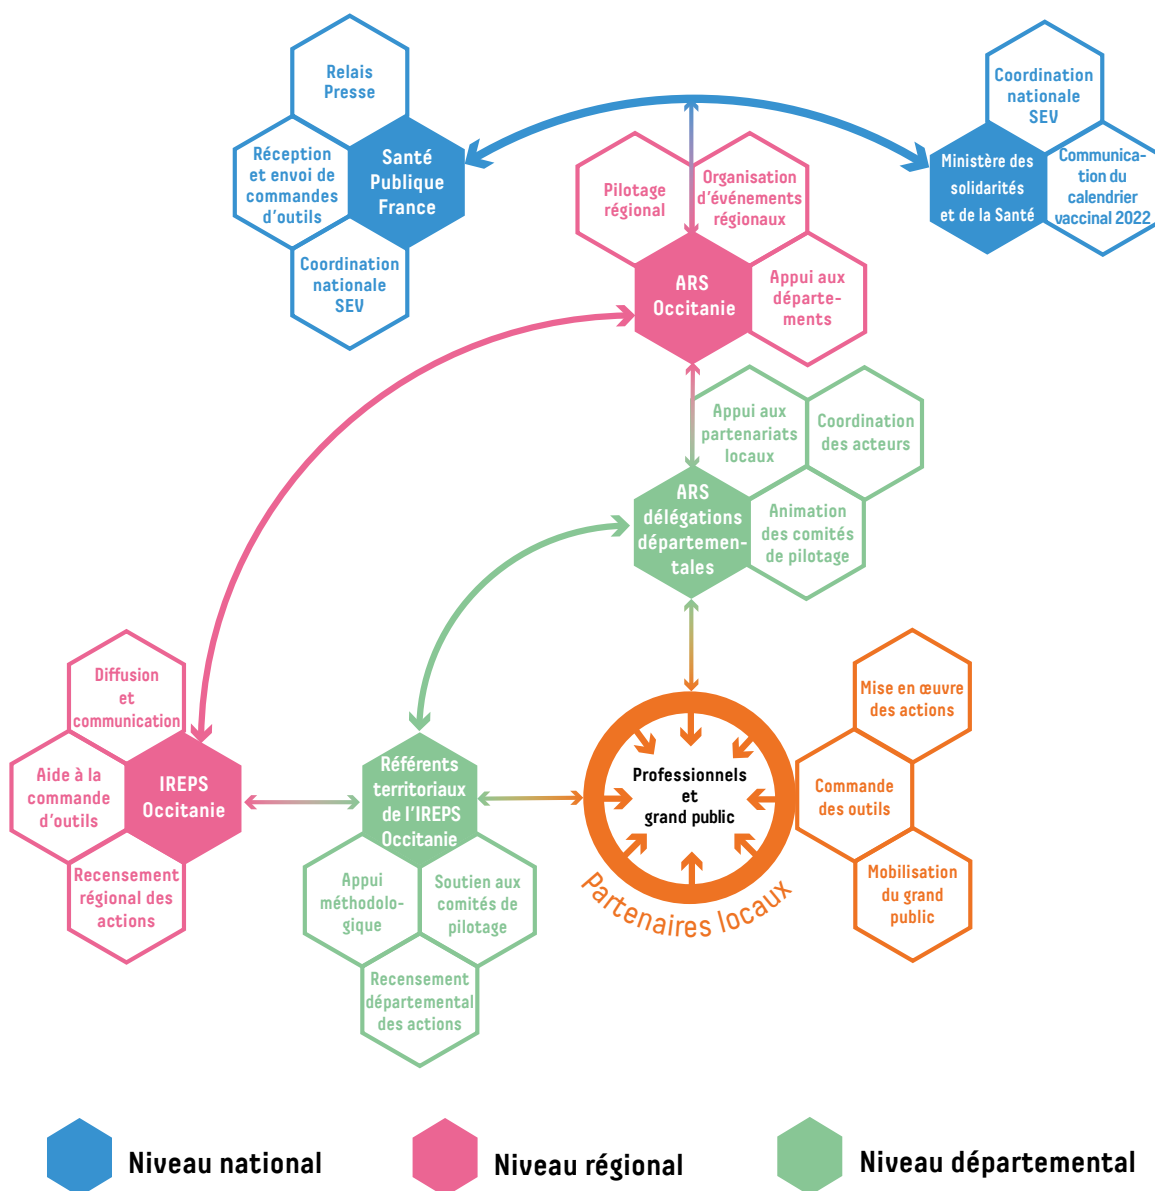 Relais
Presse
Réception
et envoi de
commandes
d'outils
Santé
Publique
France
Coordination
nationale
SEV
Coordination
nationale
SEV
Ministère des
solidarités
et de la Santé
Communica-
tion du
calendrier
vaccinal 2022
Pilotage
régional
Organisation
d'événements
régionaux
ARS
Occitanie
Appui aux
départe-
ments
Appui aux
partenariats
locaux
Coordination
des acteurs
ARS
délégations
départemen-
tales
Animation
des comités
de pilotage
Diffusion
et
communication
Aide à la
commande
d'outils
IREPS
Occitanie
Recensement
régional des
actions
Référents
territoriaux
de l'IREPS
Occitanie
Appui
méthodolo-
gique
Soutien aux
comités de
pilotage
Recensement
départemental
des actions
Professionnels
et
grand public
Partenaires locaux
Mise en œuvre
des actions
Commande
des outils
Mobilisation
du grand
public
Niveau national
Niveau régional
Niveau départemental